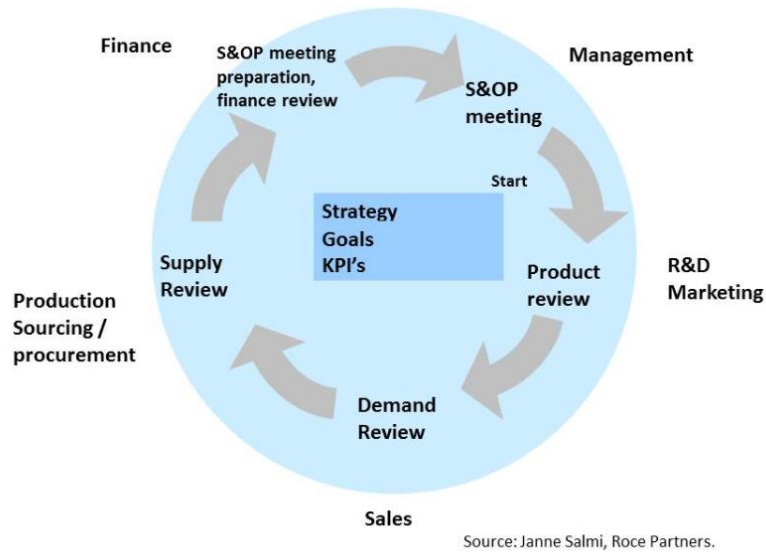 Finance
S&OP meeting
preparation,
finance review
Management
S&OP
meeting
Start
Strategy
Goals
KPI's
Product
review
R&D
Marketing
Supply
Review
Production
Sourcing /
procurement
Demand
Review
Sales
Source: Janne Salmi, Roce Partners.